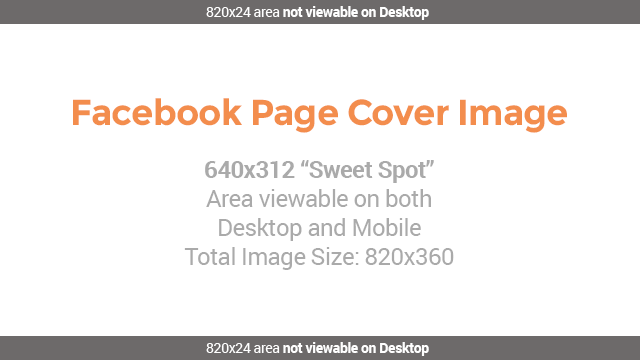 820x24 area not viewable on Desktop
Facebook Page Cover Image
640x312 “Sweet Spot”
Area viewable on both
Desktop and Mobile
Total Image Size: 820x360
820x24 area not viewable on Desktop